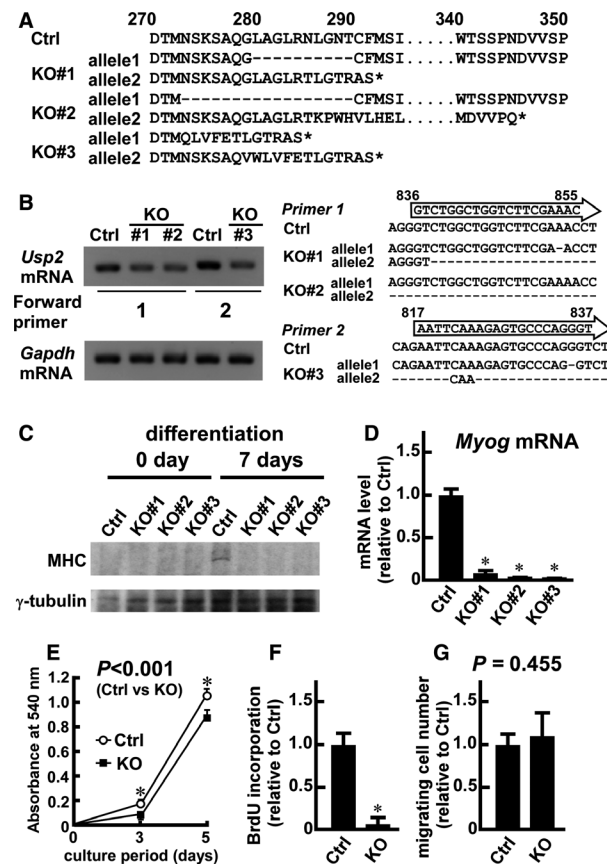 A
270 280 290 340 350
Ctrl DTMNSKSAQGLAGLRNLGNTCFMSI.....WTSSPNDVVSP
KO#1 allele1 DTMNSKSAQG----------CFMSI.....WTSSPNDVVSP
allele2 DTMNSKSAQGLAGLRTLGTRAS*
KO#2 allele1 DTM-----------------CFMSI.....WTSSPNDVVSP
allele2 DTMNSKSAQGLAGLRTKPWHVLHEL.....MDVVPQ*
KO#3 allele1 DTMQLVFETLGTRAS*
allele2 DTMNSKSAQVWLVFETLGTRAS*
B
KO KO
Ctrl #1 #2 Ctrl #3
Usp2 mRNA
Forward primer 1 2
Gapdh mRNA
836 855
Primer 1 GTCTGGCTGGTCTTCGAAAC
Ctrl AGGGTCTGGCTGGTCTTCGAAACCT
KO#1 allele1 AGGGTCTGGCTGGTCTTCGA-ACCT
allele2 AGGGT--------------------
KO#2 allele1 AGGGTCTGGCTGGTCTTCGAAACCT
allele2 -------------------------
817 837
Primer 2 AATTCAAAGAGTGCCCAGGGT
Ctrl CAGAATTCAAAGAGTGCCCAGGGTCT
KO#3 allele1 CAGAATTCAAAGAGTGCCCAG-GTCT
allele2 -------CAA----------------
C
differentiation
0 day 7 days
Ctrl KO#1 KO#2 KO#3 Ctrl KO#1 KO#2 KO#3
MHC
γ-tubulin
D
Myog mRNA
mRNA level (relative to Ctrl)
1.5
1.0
0.5
0
* * *
Ctrl KO#1 KO#2 KO#3
E
P<0.001
(Ctrl vs KO)
Absorbance at 540 nm
1.2
1.0
0.8
0.6
0.4
0.2
* *
Ctrl
KO
0 3 5
culture period (days)
F
BrdU incorporation (relative to Ctrl)
1.5
1.0
0.5
0
*
Ctrl KO
G
P = 0.455
migrating cell number (relative to Ctrl)
1.5
1.0
0.5
0
Ctrl KO